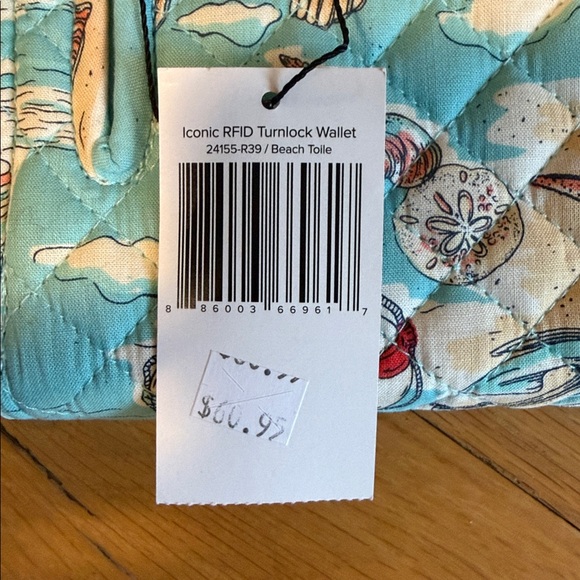 Iconic RFID Turnlock Wallet
24155-R39 / Beach Toile
8 86003 66961 7
$60.95